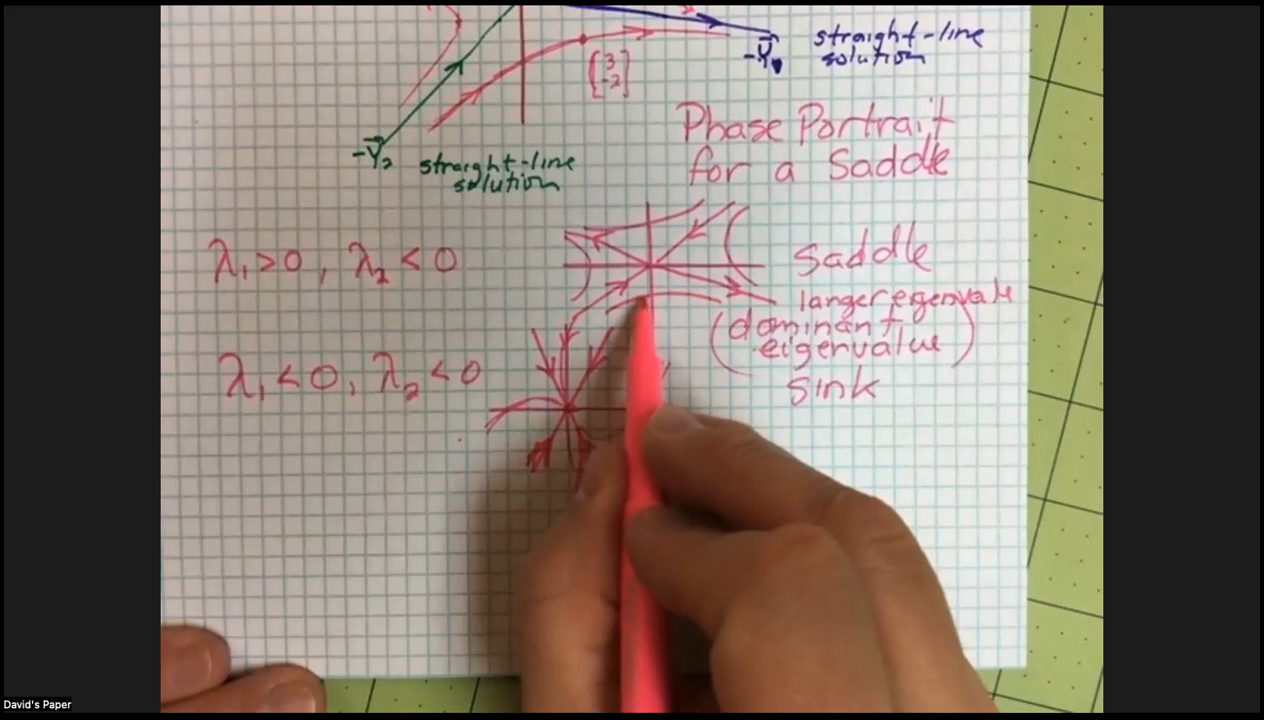 straight-line
solution
-Y₁
[3
-2]
Phase Portrait
for a Saddle
-Y₂
straight-line
solution
λ₁>0, λ₂<0
saddle
larger eigenvalue
(dominant
eigenvalue)
λ₁<0, λ₂<0
sink
David's Paper